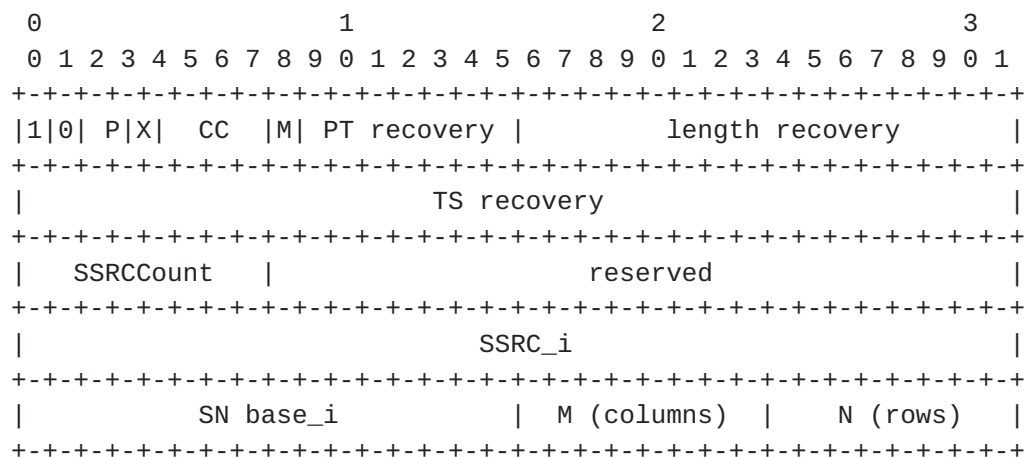 0                   1                   2                   3
 0 1 2 3 4 5 6 7 8 9 0 1 2 3 4 5 6 7 8 9 0 1 2 3 4 5 6 7 8 9 0 1
+-+-+-+-+-+-+-+-+-+-+-+-+-+-+-+-+-+-+-+-+-+-+-+-+-+-+-+-+-+-+-+-+
|1|0| P|X|  CC  |M| PT recovery |         length recovery       |
+-+-+-+-+-+-+-+-+-+-+-+-+-+-+-+-+-+-+-+-+-+-+-+-+-+-+-+-+-+-+-+-+
|                          TS recovery                          |
+-+-+-+-+-+-+-+-+-+-+-+-+-+-+-+-+-+-+-+-+-+-+-+-+-+-+-+-+-+-+-+-+
|   SSRCCount   |                    reserved                   |
+-+-+-+-+-+-+-+-+-+-+-+-+-+-+-+-+-+-+-+-+-+-+-+-+-+-+-+-+-+-+-+-+
|                             SSRC_i                            |
+-+-+-+-+-+-+-+-+-+-+-+-+-+-+-+-+-+-+-+-+-+-+-+-+-+-+-+-+-+-+-+-+
|           SN base_i           |  M (columns)  |    N (rows)   |
+-+-+-+-+-+-+-+-+-+-+-+-+-+-+-+-+-+-+-+-+-+-+-+-+-+-+-+-+-+-+-+-+